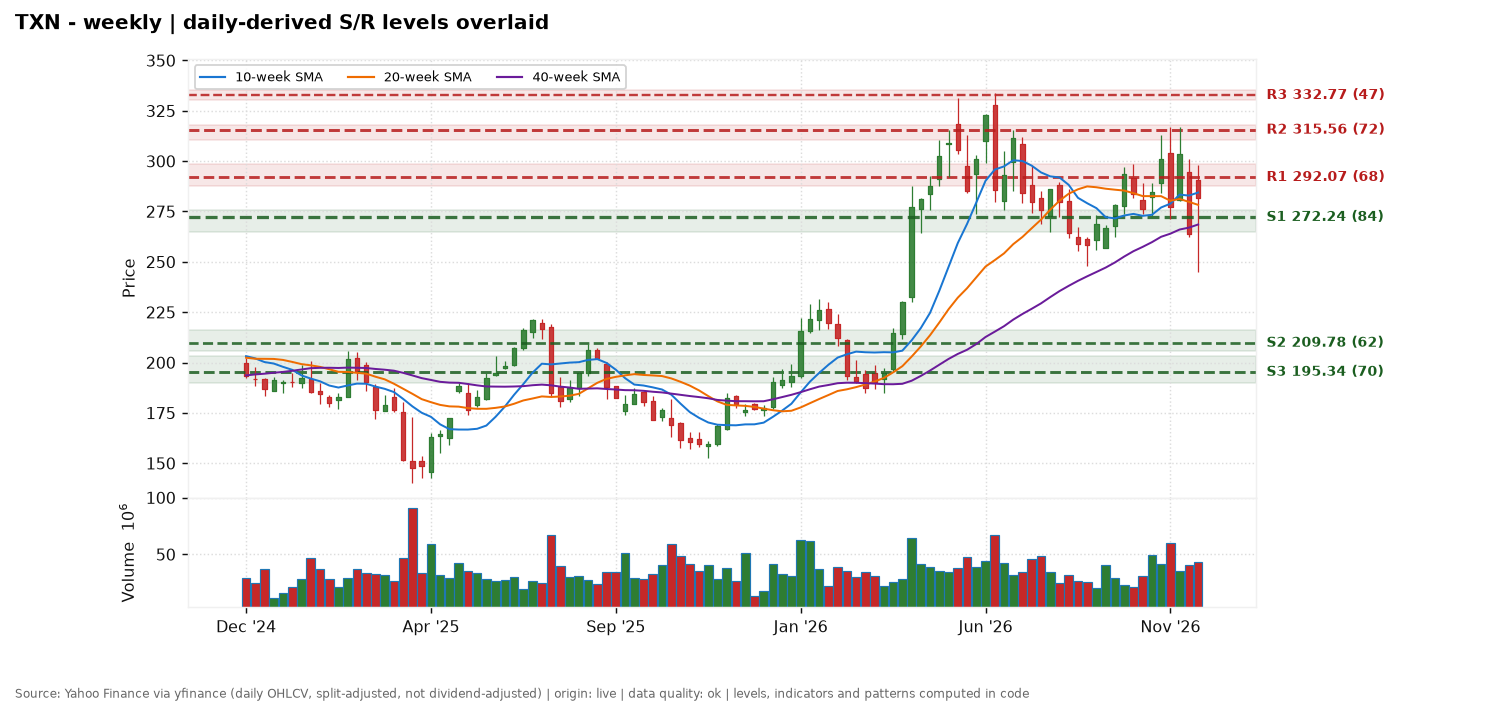 TXN - weekly | daily-derived S/R levels overlaid
10-week SMA
20-week SMA
40-week SMA
350
325
300
275
250
225
200
175
150
Price
R3 332.77 (47)
R2 315.56 (72)
R1 292.07 (68)
S1 272.24 (84)
S2 209.78 (62)
S3 195.34 (70)
100
50
Volume 10⁶
Dec '24
Apr '25
Sep '25
Jan '26
Jun '26
Nov '26
Source: Yahoo Finance via yfinance (daily OHLCV, split-adjusted, not dividend-adjusted) | origin: live | data quality: ok | levels, indicators and patterns computed in code